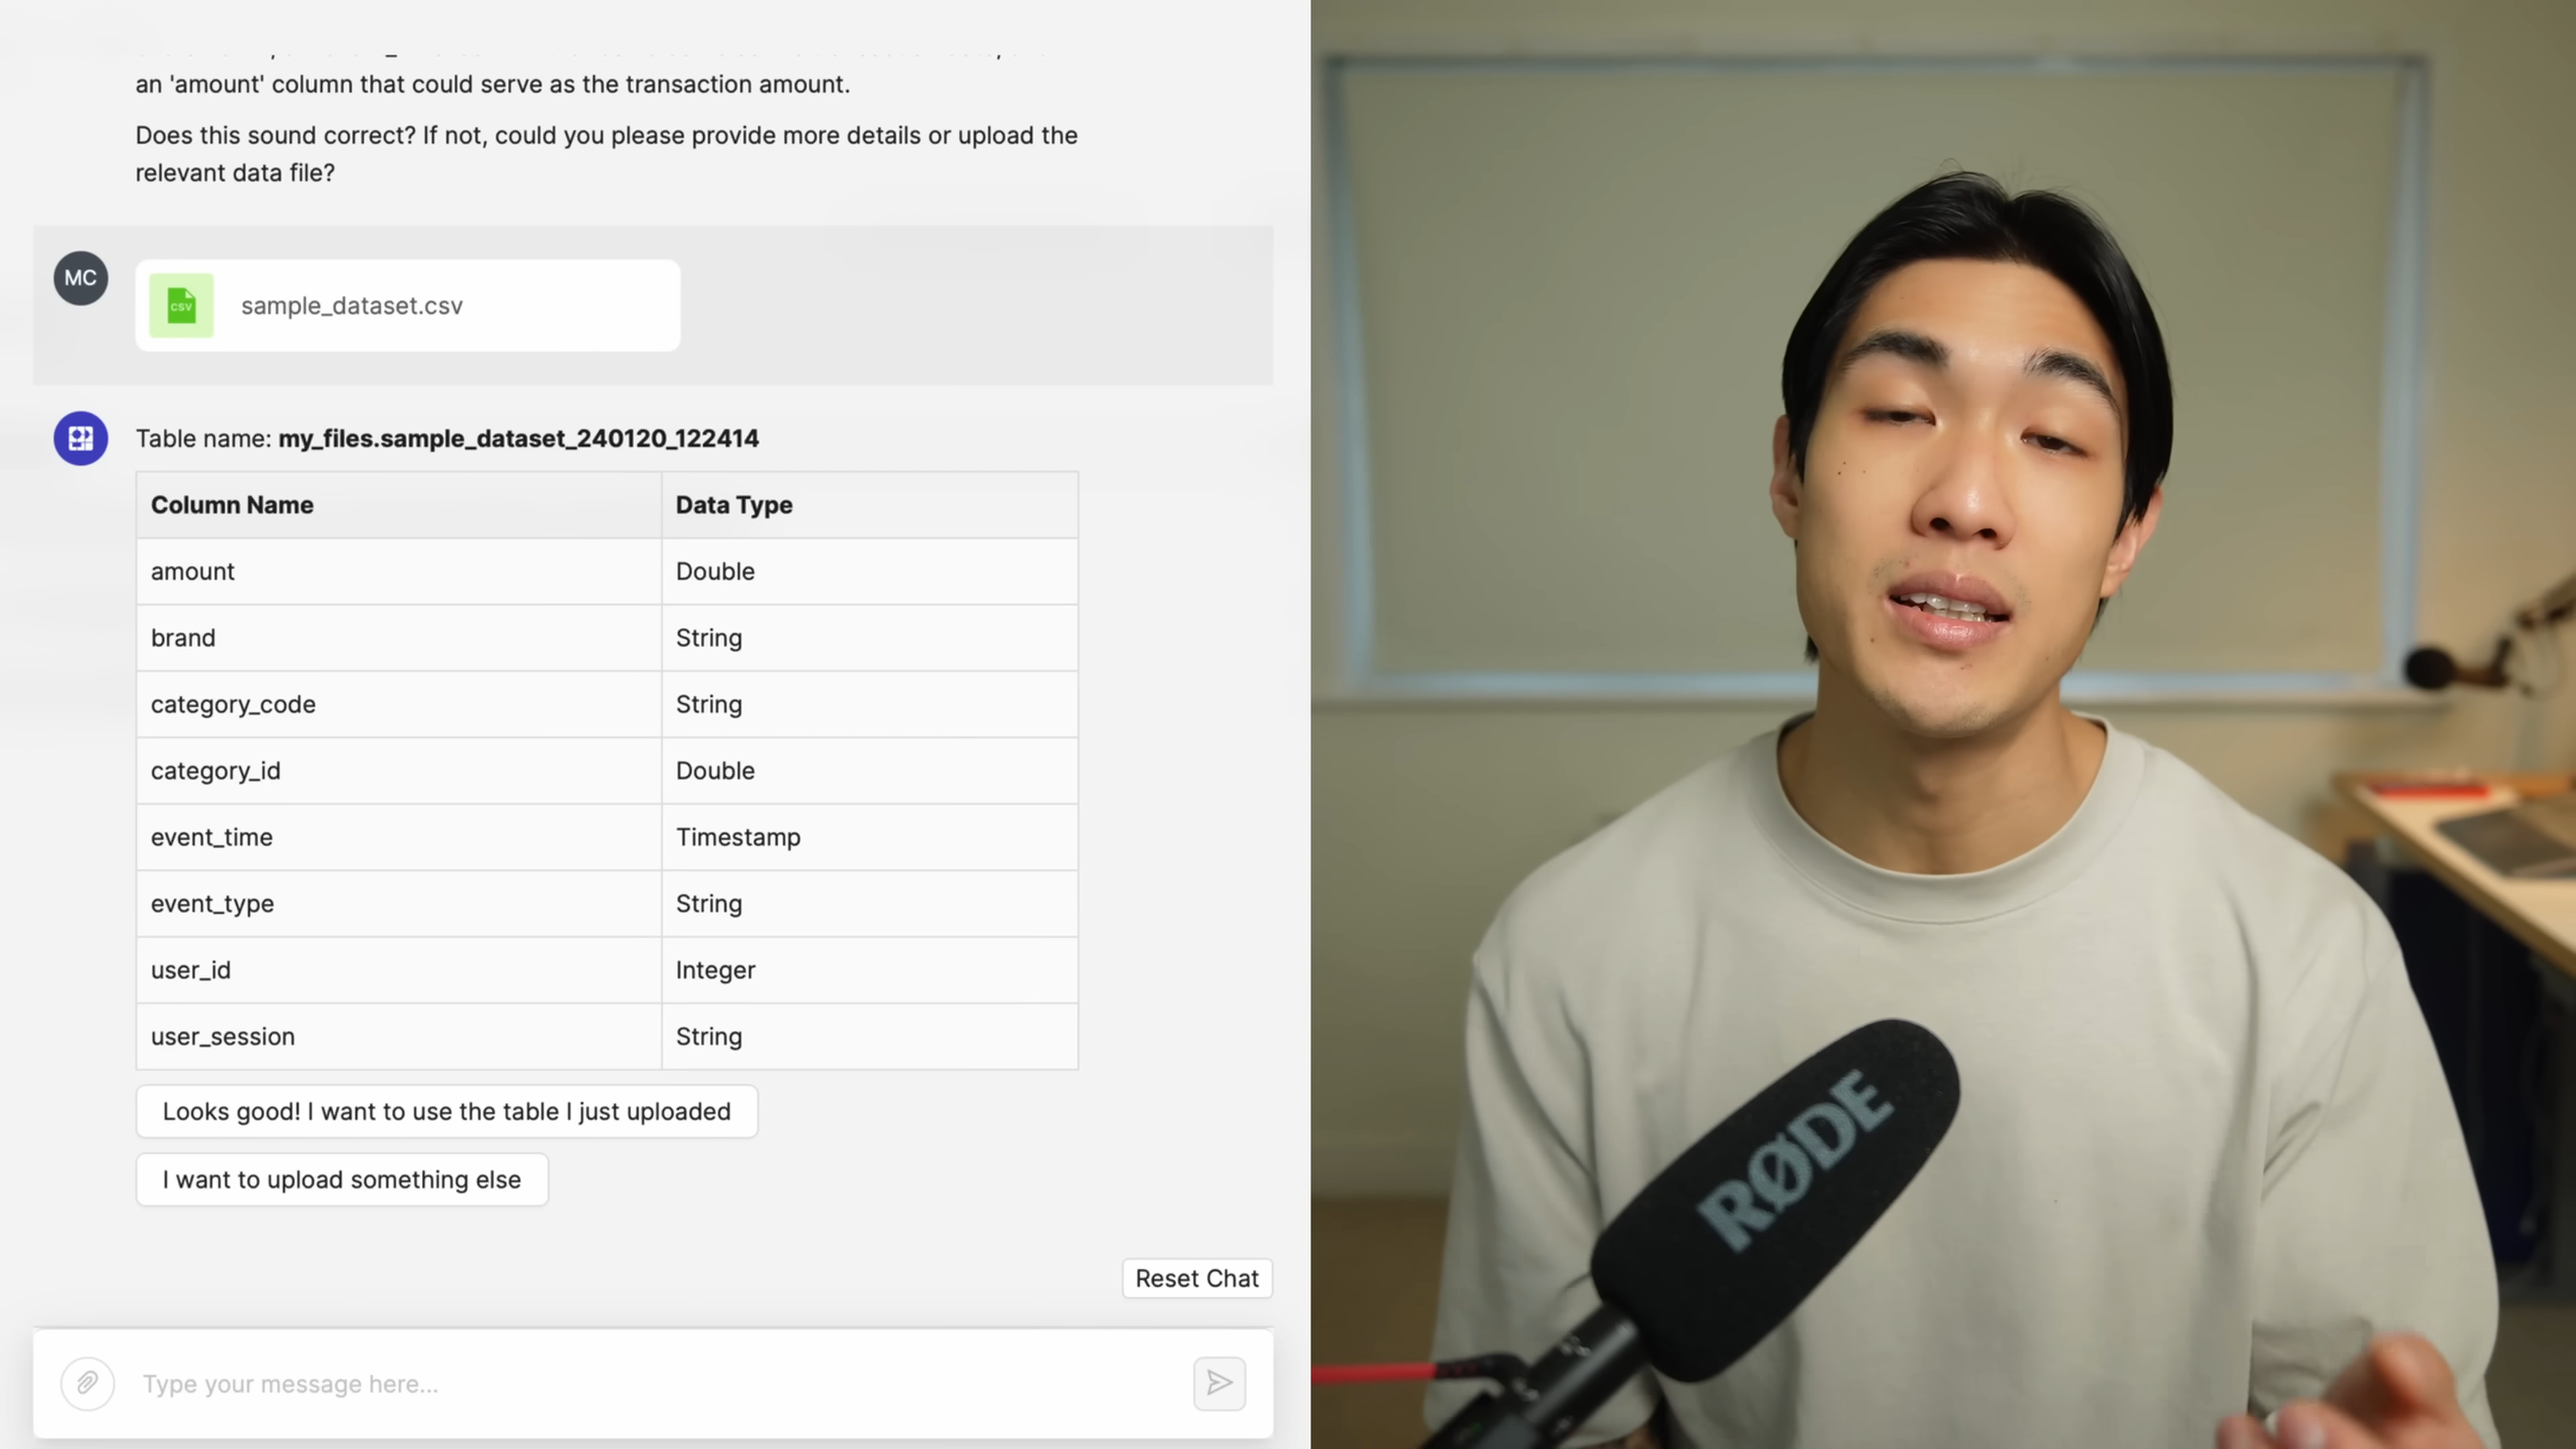 an 'amount' column that could serve as the transaction amount.
Does this sound correct? If not, could you please provide more details or upload the
relevant data file?
MC
CSV
sample_dataset.csv
Table name: my_files.sample_dataset_240120_122414
Column Name Data Type
amount Double
brand String
category_code String
category_id Double
event_time Timestamp
event_type String
user_id Integer
user_session String
Looks good! I want to use the table I just uploaded
I want to upload something else
Reset Chat
Type your message here...
RØDE